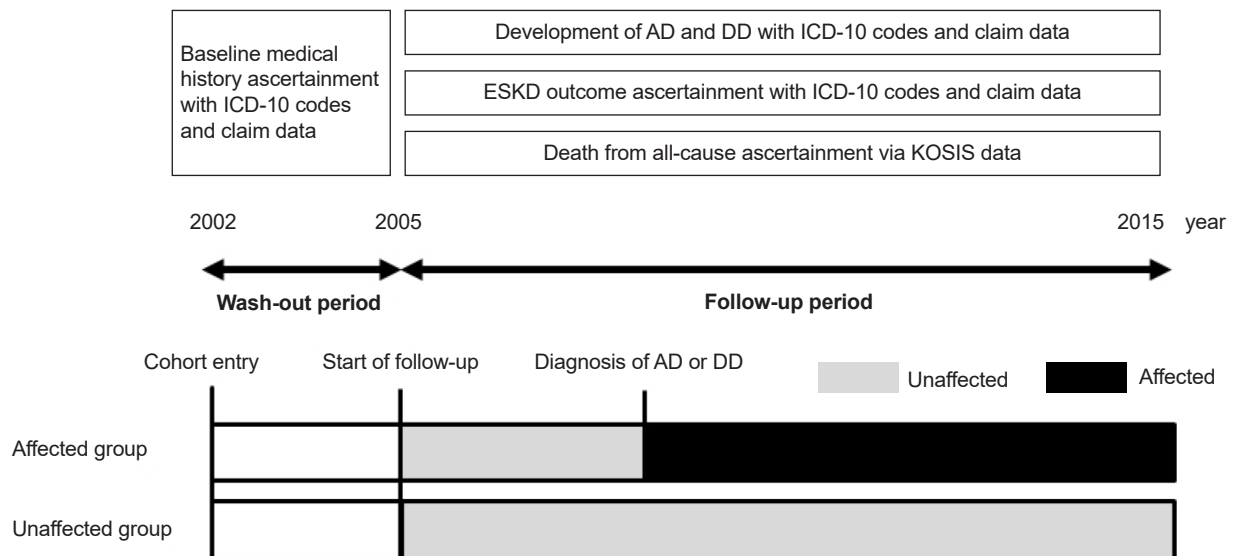 Baseline medical
history ascertainment
with ICD-10 codes
and claim data
Development of AD and DD with ICD-10 codes and claim data
ESKD outcome ascertainment with ICD-10 codes and claim data
Death from all-cause ascertainment via KOSIS data
2002 2005 2015 year
Wash-out period Follow-up period
Cohort entry Start of follow-up Diagnosis of AD or DD
Unaffected Affected
Affected group
Unaffected group